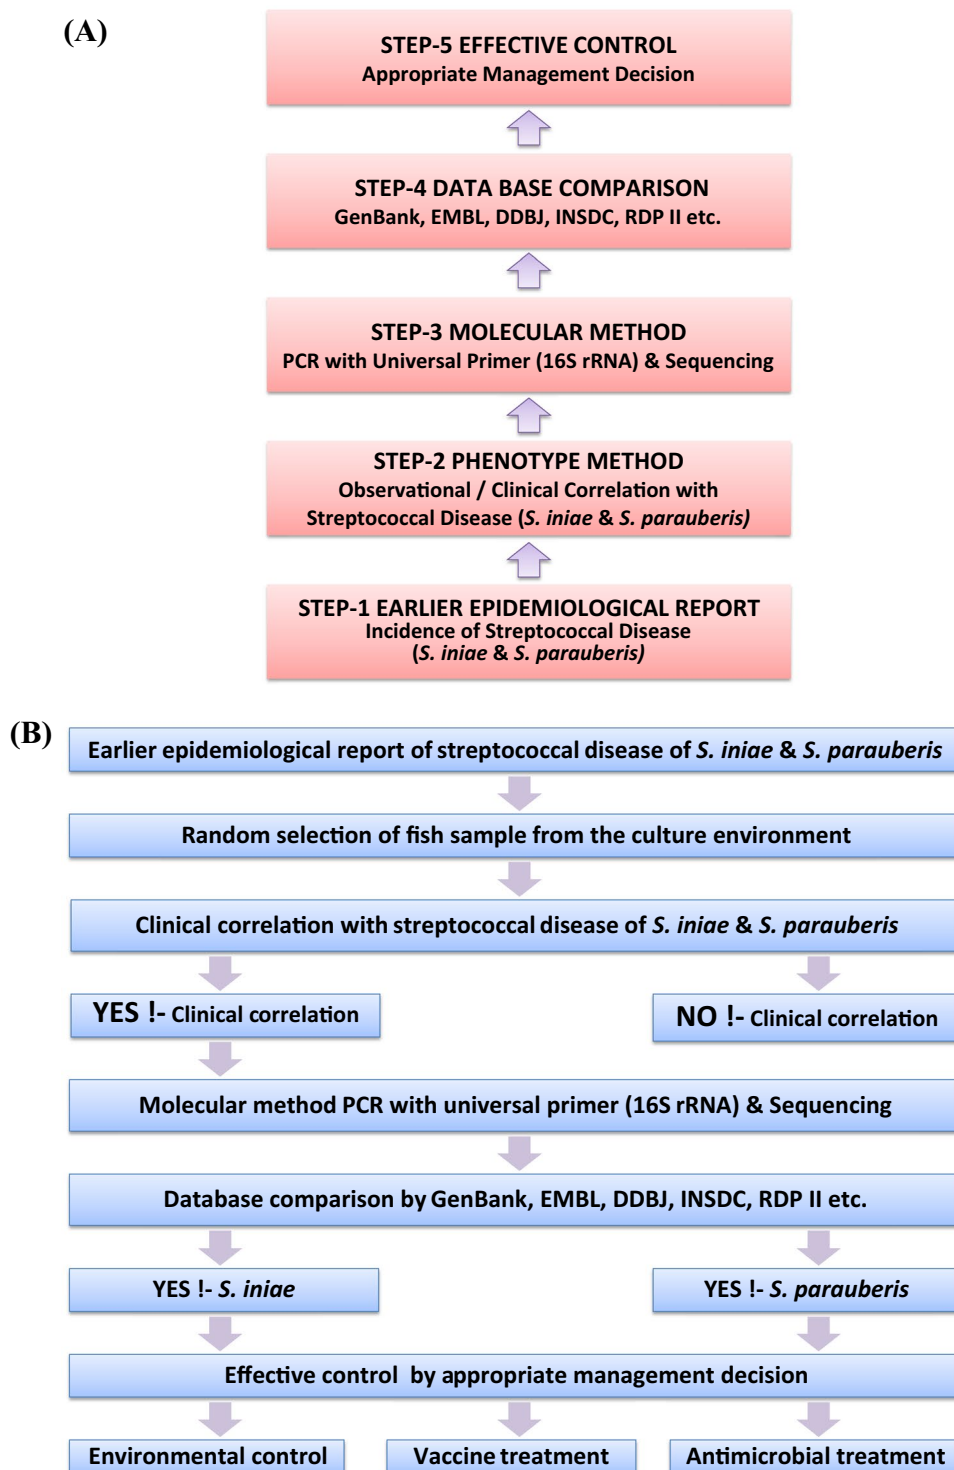 (A)
STEP-5 EFFECTIVE CONTROL
Appropriate Management Decision
STEP-4 DATA BASE COMPARISON
GenBank, EMBL, DDBJ, INSDC, RDP II etc.
STEP-3 MOLECULAR METHOD
PCR with Universal Primer (16S rRNA) & Sequencing
STEP-2 PHENOTYPE METHOD
Observational / Clinical Correlation with
Streptococcal Disease (S. iniae & S. parauberis)
STEP-1 EARLIER EPIDEMIOLOGICAL REPORT
Incidence of Streptococcal Disease
(S. iniae & S. parauberis)
(B)
Earlier epidemiological report of streptococcal disease of S. iniae & S. parauberis
Random selection of fish sample from the culture environment
Clinical correlation with streptococcal disease of S. iniae & S. parauberis
YES !- Clinical correlation
NO !- Clinical correlation
Molecular method PCR with universal primer (16S rRNA) & Sequencing
Database comparison by GenBank, EMBL, DDBJ, INSDC, RDP II etc.
YES !- S. iniae
YES !- S. parauberis
Effective control by appropriate management decision
Environmental control
Vaccine treatment
Antimicrobial treatment